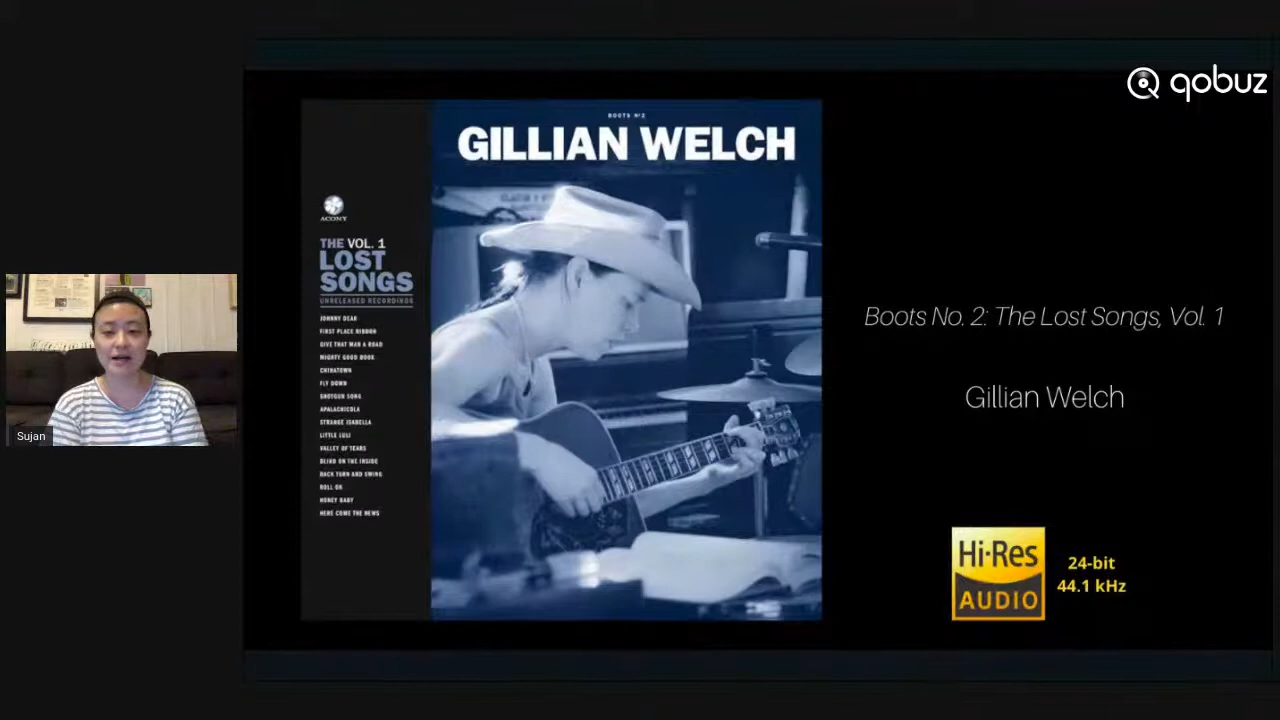 qobuz
BOOTS Nº2
GILLIAN WELCH
ACONY
THE VOL. 1
LOST
SONGS
UNRELEASED RECORDINGS
JOHNNY DEAR
FIRST PLACE RIBBON
GIVE THAT MAN A ROAD
MIGHTY GOOD BOOK
CHINATOWN
FLY DOWN
SHOTGUN SONG
APALACHICOLA
STRANGE ISABELLA
LITTLE LULI
VALLEY OF TEARS
BLIND ON THE INSIDE
BACK TURN AND SWING
ROLL ON
HONEY BABY
HERE COME THE NEWS
Boots No. 2: The Lost Songs, Vol. 1
Gillian Welch
Hi-Res
AUDIO
24-bit
44.1 kHz
Sujan